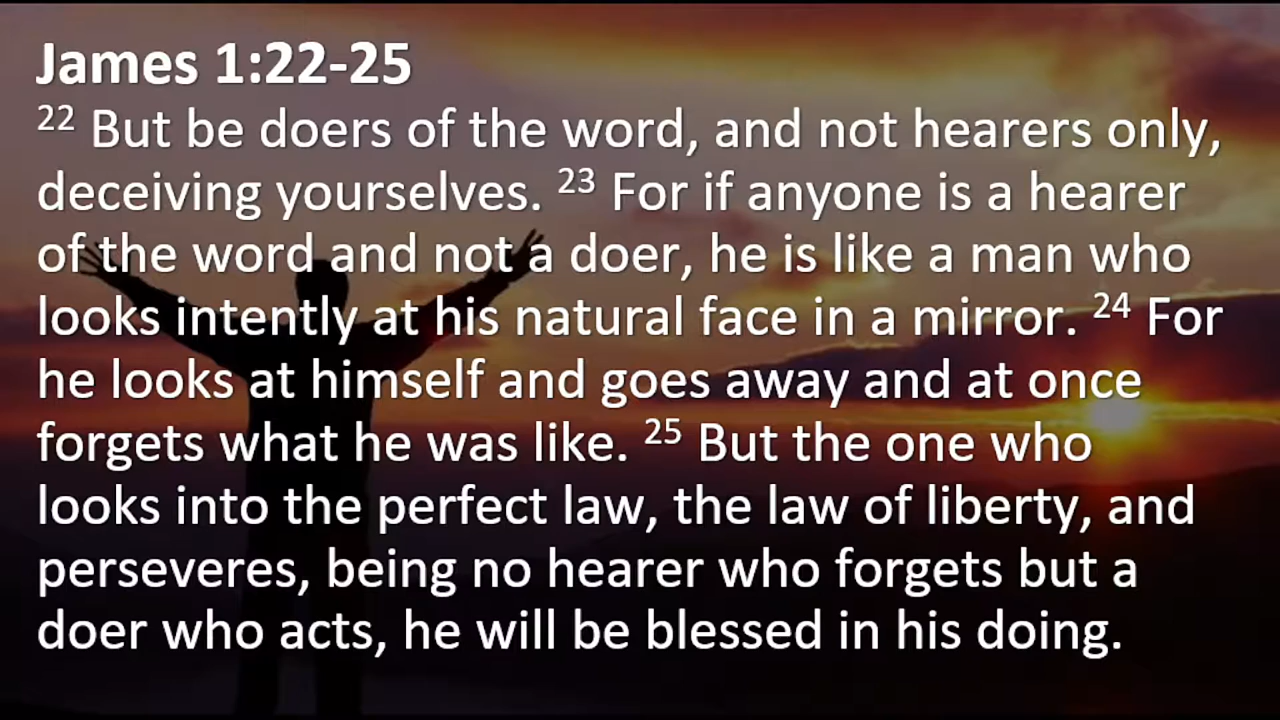 James 1:22-25
22 But be doers of the word, and not hearers only,
deceiving yourselves. 23 For if anyone is a hearer
of the word and not a doer, he is like a man who
looks intently at his natural face in a mirror. 24 For
he looks at himself and goes away and at once
forgets what he was like. 25 But the one who
looks into the perfect law, the law of liberty, and
perseveres, being no hearer who forgets but a
doer who acts, he will be blessed in his doing.